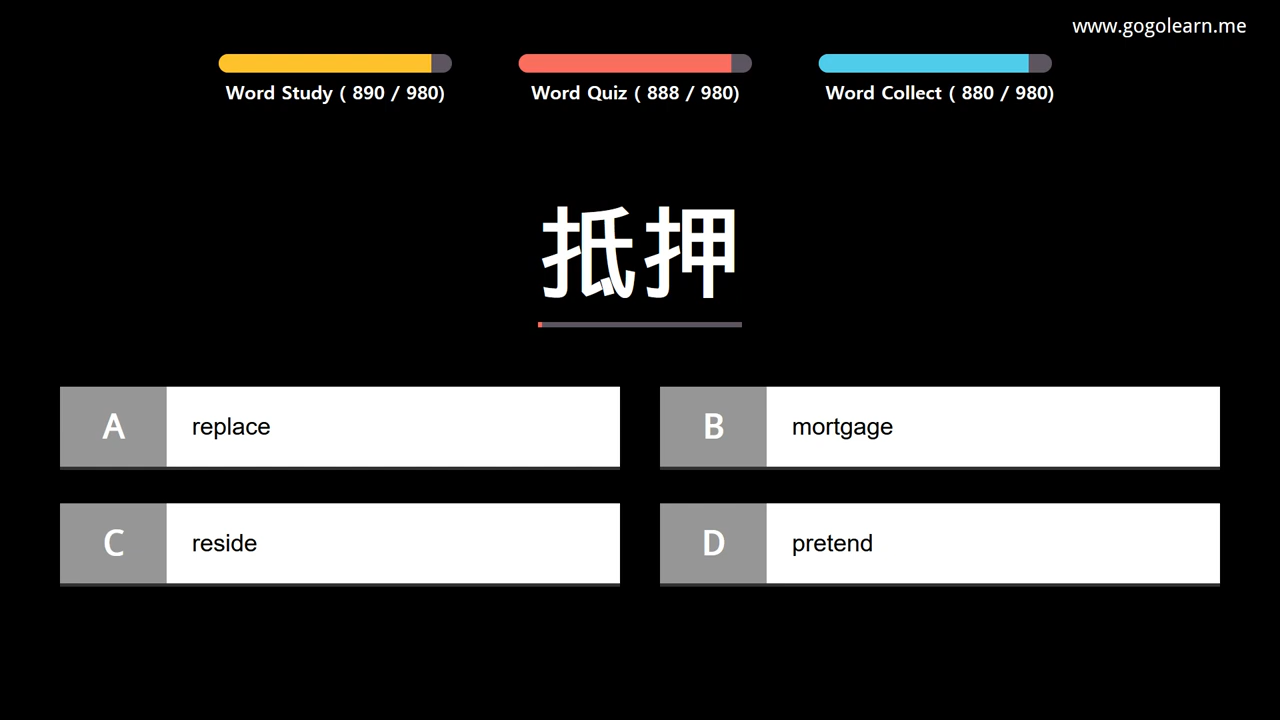 www.gogolearn.me
Word Study ( 890 / 980)
Word Quiz ( 888 / 980)
Word Collect ( 880 / 980)
抵押
A replace
B mortgage
C reside
D pretend